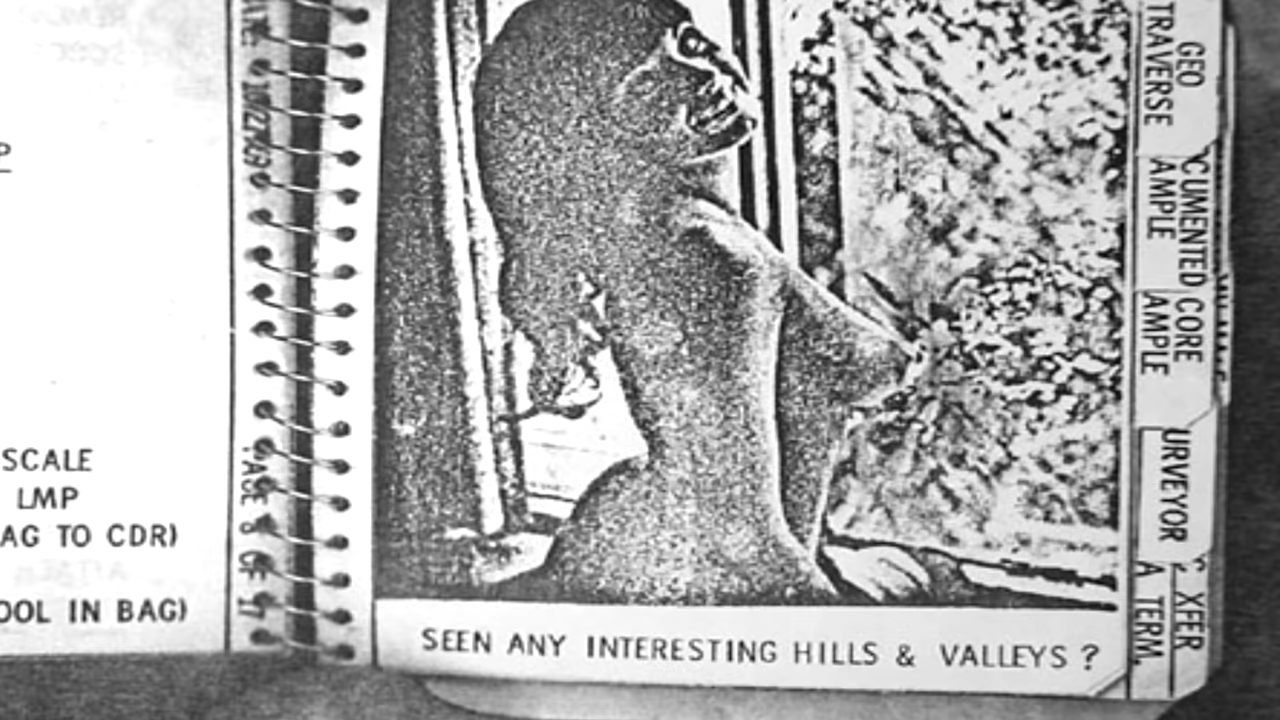 P
SCALE
LMP
AG TO CDR)
OOL IN BAG)
SEEN ANY INTERESTING HILLS & VALLEYS ?
GEO
TRAVERSE
CUMENTED CORE
AMPLE AMPLE
URVEYOR
XFER
A TERM.